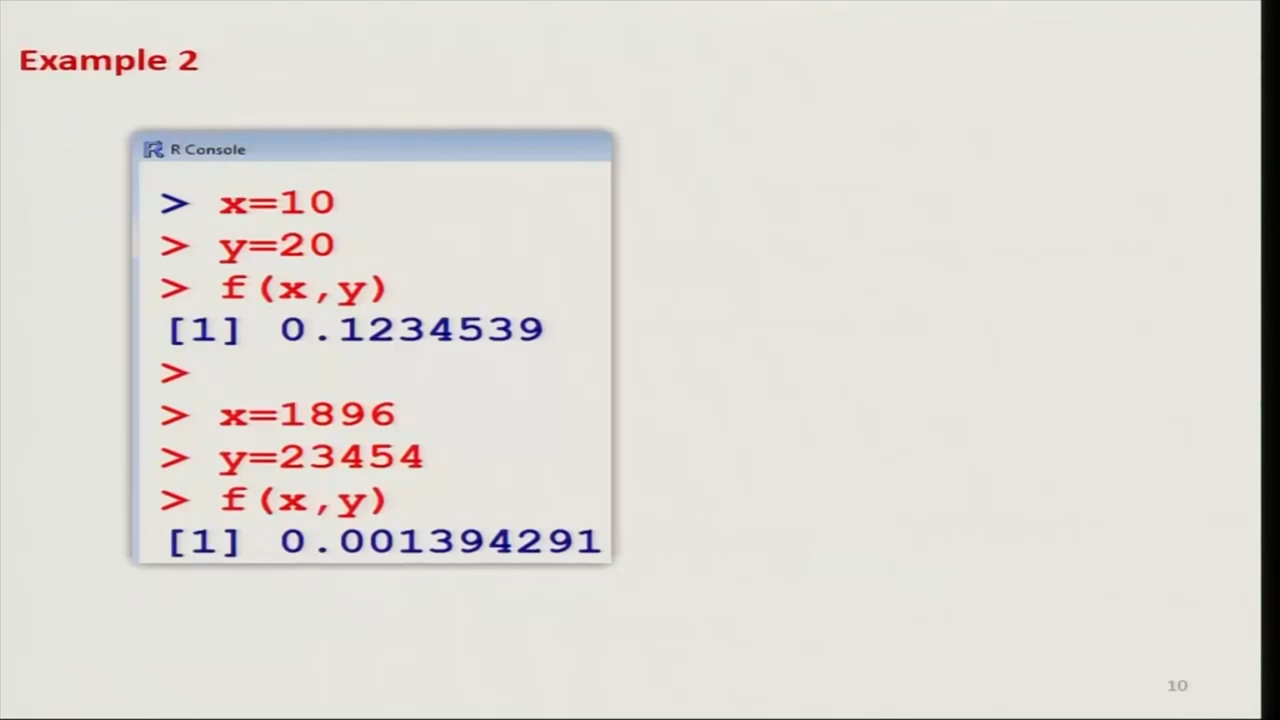 Example 2
R Console
> x=10
> y=20
> f(x,y)
[1] 0.1234539
>
> x=1896
> y=23454
> f(x,y)
[1] 0.001394291
10